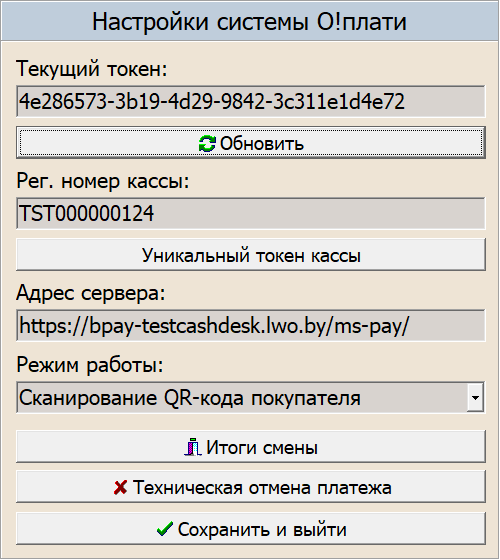 Настройки системы О!плати
Текущий токен:
4e286573-3b19-4d29-9842-3c311e1d4e72
Обновить
Рег. номер кассы:
TST000000124
Уникальный токен кассы
Адрес сервера:
https://bpay-testcashdesk.lwo.by/ms-pay/
Режим работы:
Сканирование QR-кода покупателя
Итоги смены
Техническая отмена платежа
Сохранить и выйти